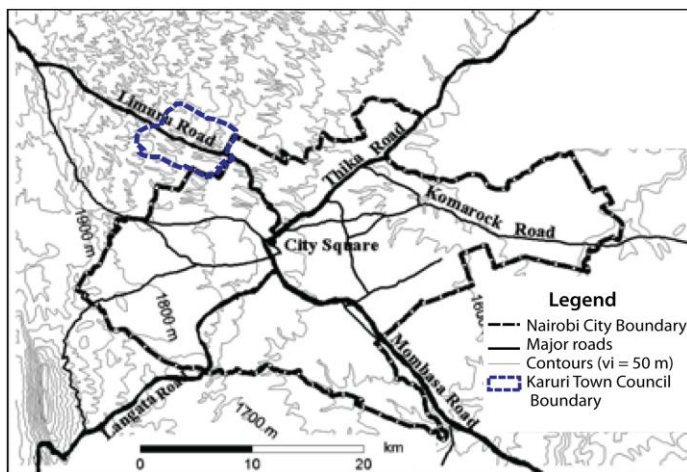 Limuru Road
Thika Road
Komarock Road
City Square
1900 m
1800 m
1700 m
Langata Road
Mombasa Road
Legend
Nairobi City Boundary
Major roads
Contours (vi = 50 m)
Karuri Town Council
Boundary
km
0 10 20